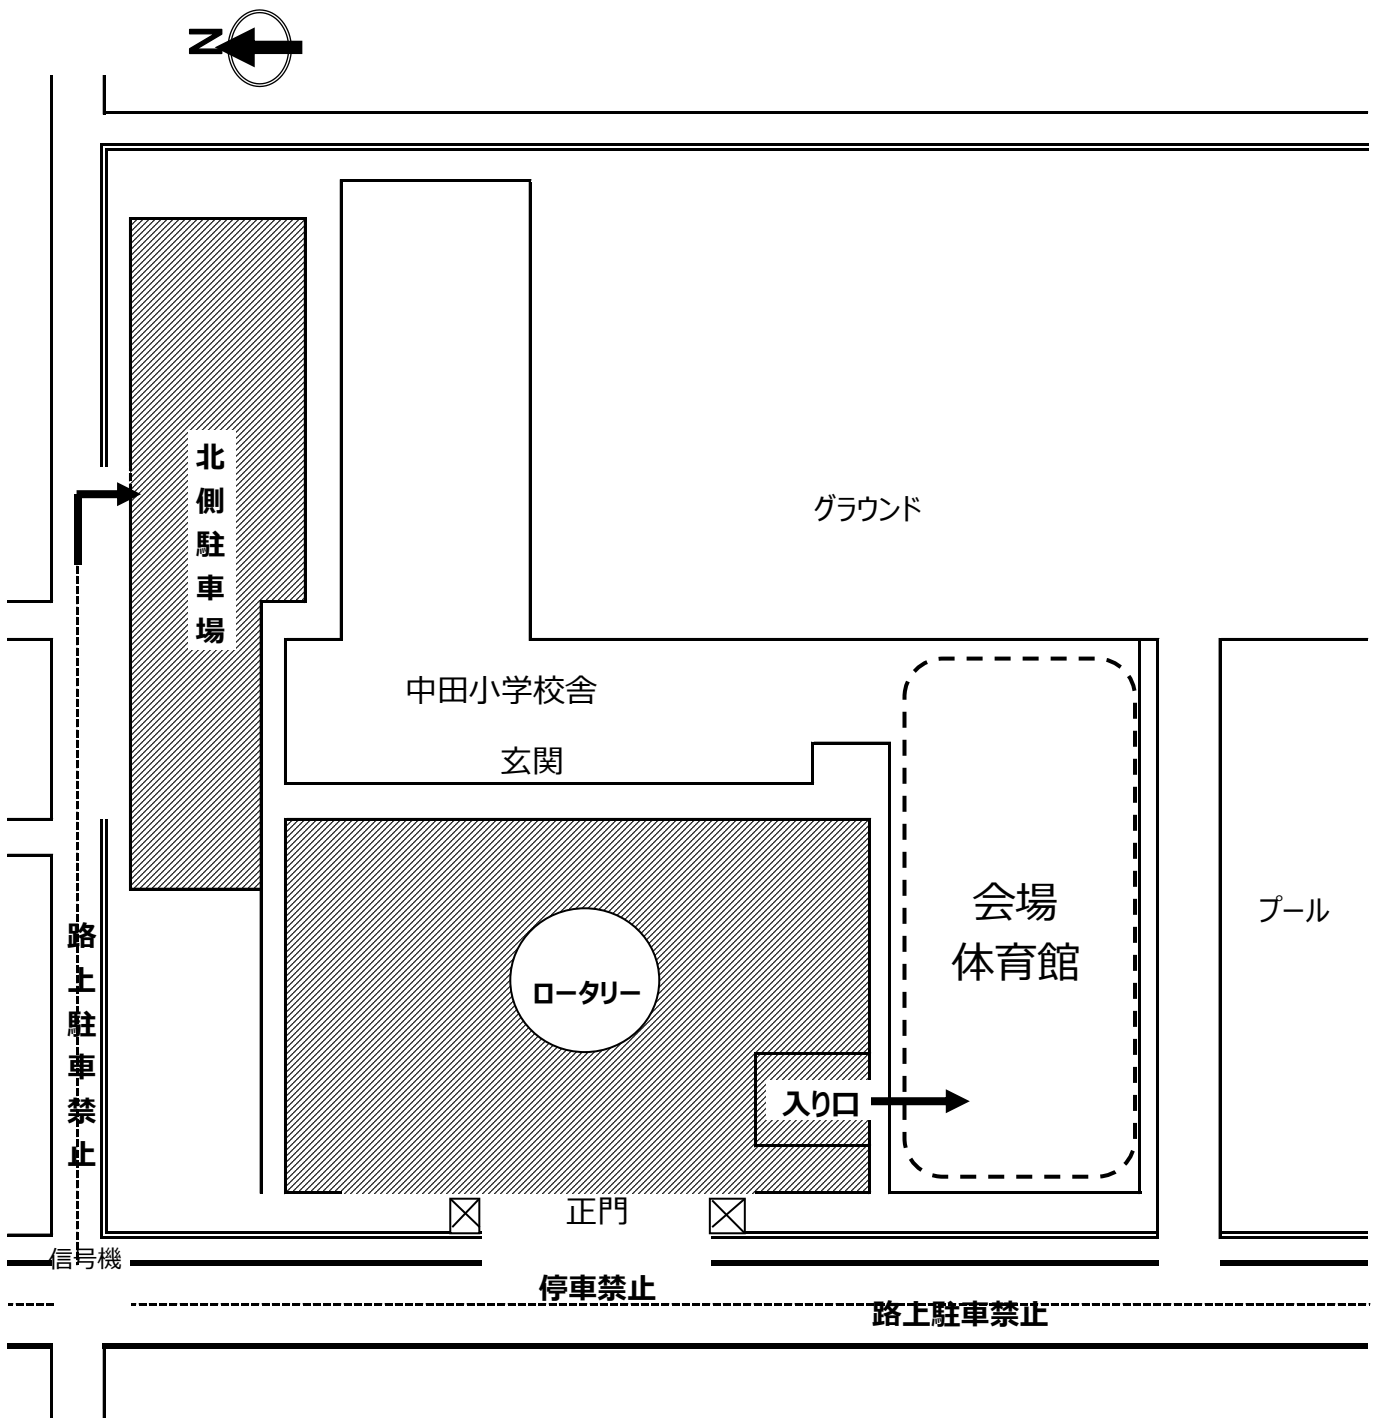 N
北側駐車場
グラウンド
中田小学校舎
玄関
会場
体育館
プール
路上駐車禁止
ロータリー
入り口
正門
信号機
停車禁止
路上駐車禁止